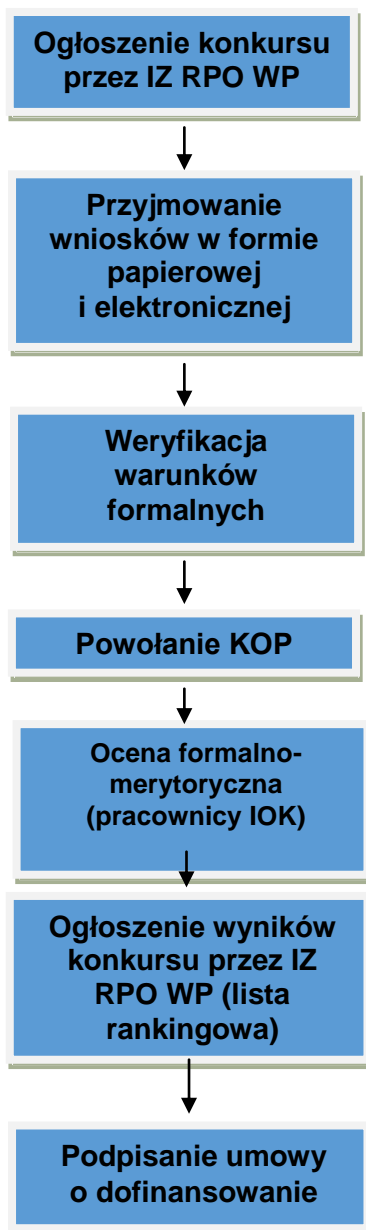 Ogłoszenie konkursu
przez IZ RPO WP
Przyjmowanie
wniosków w formie
papierowej
i elektronicznej
Weryfikacja
warunków
formalnych
Powołanie KOP
Ocena formalno-
merytoryczna
(pracownicy IOK)
Ogłoszenie wyników
konkursu przez IZ
RPO WP (lista
rankingowa)
Podpisanie umowy
o dofinansowanie